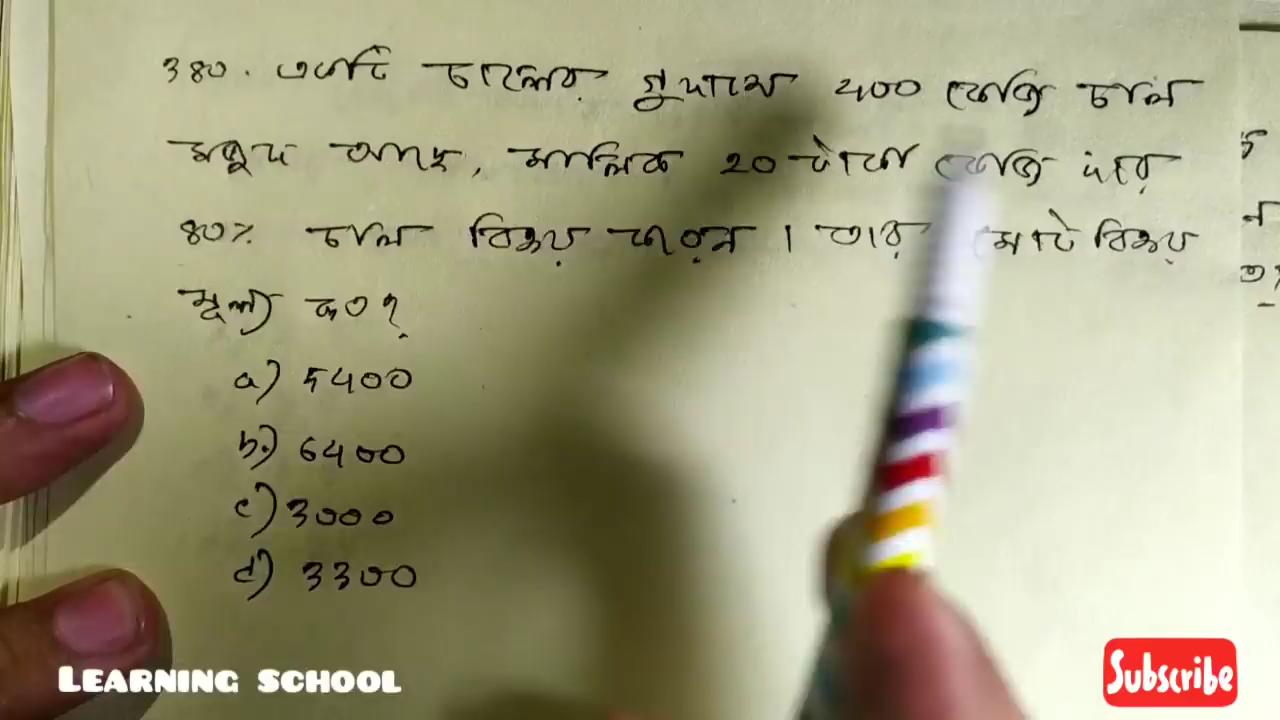 380. একটি চালের গুদামে 400 কেজি চাল
মজুদ আছে, মালিক 20 টাকা কেজি দরে
80% চাল বিক্রয় করেন। তার মোট বিক্রয়
মূল্য কত?
a) 5400
b) 6400
c) 3000
d) 3300
LEARNING SCHOOL
Subscribe